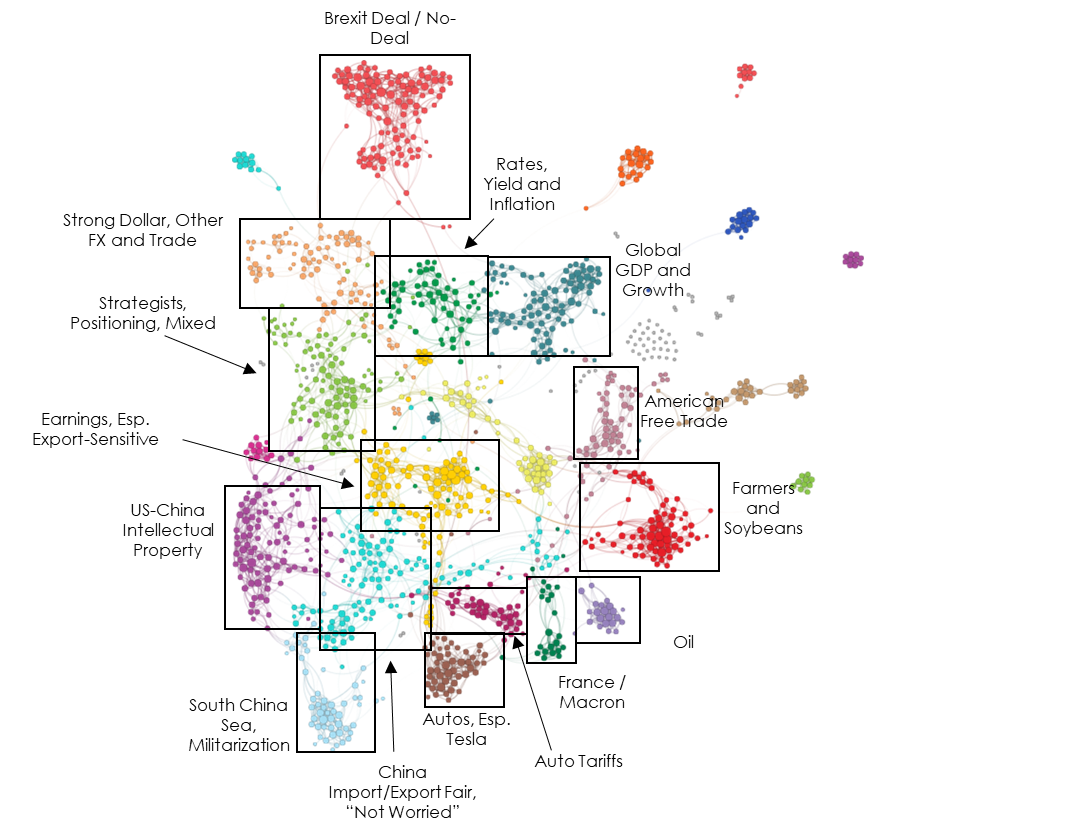 Brexit Deal / No-
Deal
Rates,
Yield and
Inflation
Strong Dollar, Other
FX and Trade
Global
GDP and
Growth
Strategists,
Positioning, Mixed
American
Free Trade
Earnings, Esp.
Export-Sensitive
Farmers
and
Soybeans
US-China
Intellectual
Property
Oil
France /
Macron
South China
Sea,
Militarization
Autos, Esp.
Tesla
Auto Tariffs
China
Import/Export Fair,
“Not Worried”